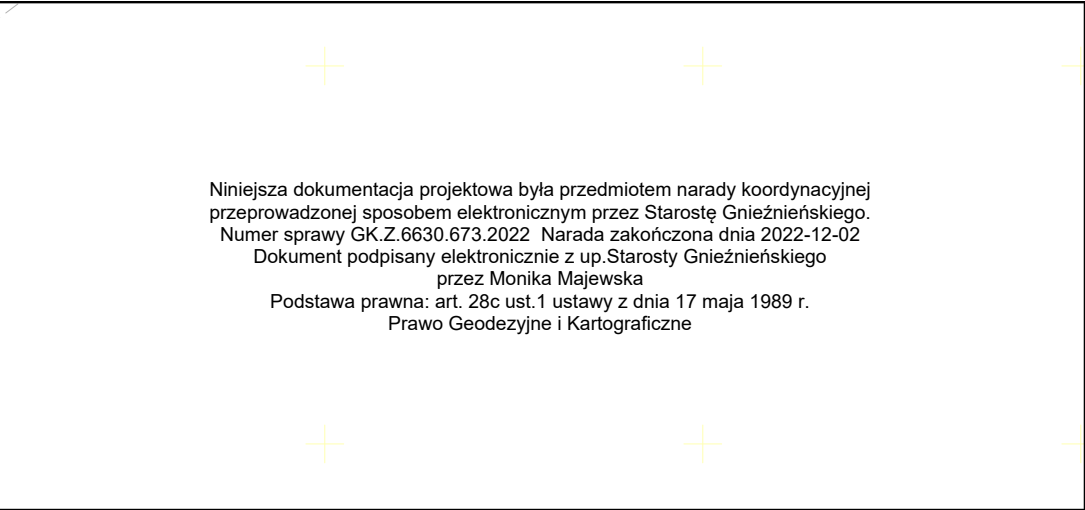 Niniejsza dokumentacja projektowa była przedmiotem narady koordynacyjnej
przeprowadzonej sposobem elektronicznym przez Starostę Gnieźnieńskiego.
Numer sprawy GK.Z.6630.673.2022  Narada zakończona dnia 2022-12-02
Dokument podpisany elektronicznie z up.Starosty Gnieźnieńskiego
przez Monika Majewska
Podstawa prawna: art. 28c ust.1 ustawy z dnia 17 maja 1989 r.
Prawo Geodezyjne i Kartograficzne